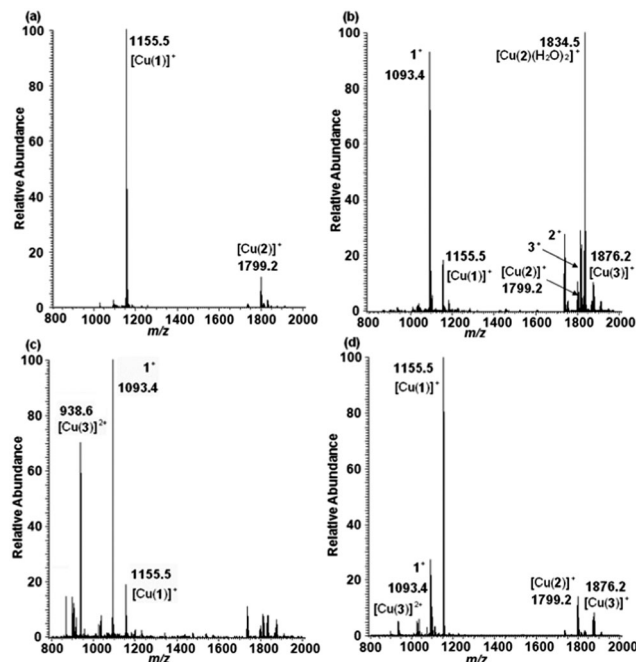 (a)
100
1155.5
[Cu(1)]⁺
80
60
40
20
0
[Cu(2)]⁺
1799.2
Relative Abundance
800 1000 1200 1400 1600 1800 2000
m/z
(b)
100
1⁺
1093.4
1834.5
[Cu(2)(H₂O)₂]⁺
80
60
40
20
0
1155.5
[Cu(1)]⁺
2⁺
3⁺
[Cu(2)]⁺
1799.2
1876.2
[Cu(3)]⁺
Relative Abundance
800 1000 1200 1400 1600 1800 2000
m/z
(c)
100
1⁺
1093.4
938.6
[Cu(3)]²⁺
80
60
40
20
0
1155.5
[Cu(1)]⁺
Relative Abundance
800 1000 1200 1400 1600 1800 2000
m/z
(d)
100
1155.5
[Cu(1)]⁺
80
60
40
20
0
1⁺
1093.4
[Cu(3)]²⁺
[Cu(2)]⁺
1799.2
1876.2
[Cu(3)]⁺
Relative Abundance
800 1000 1200 1400 1600 1800 2000
m/z